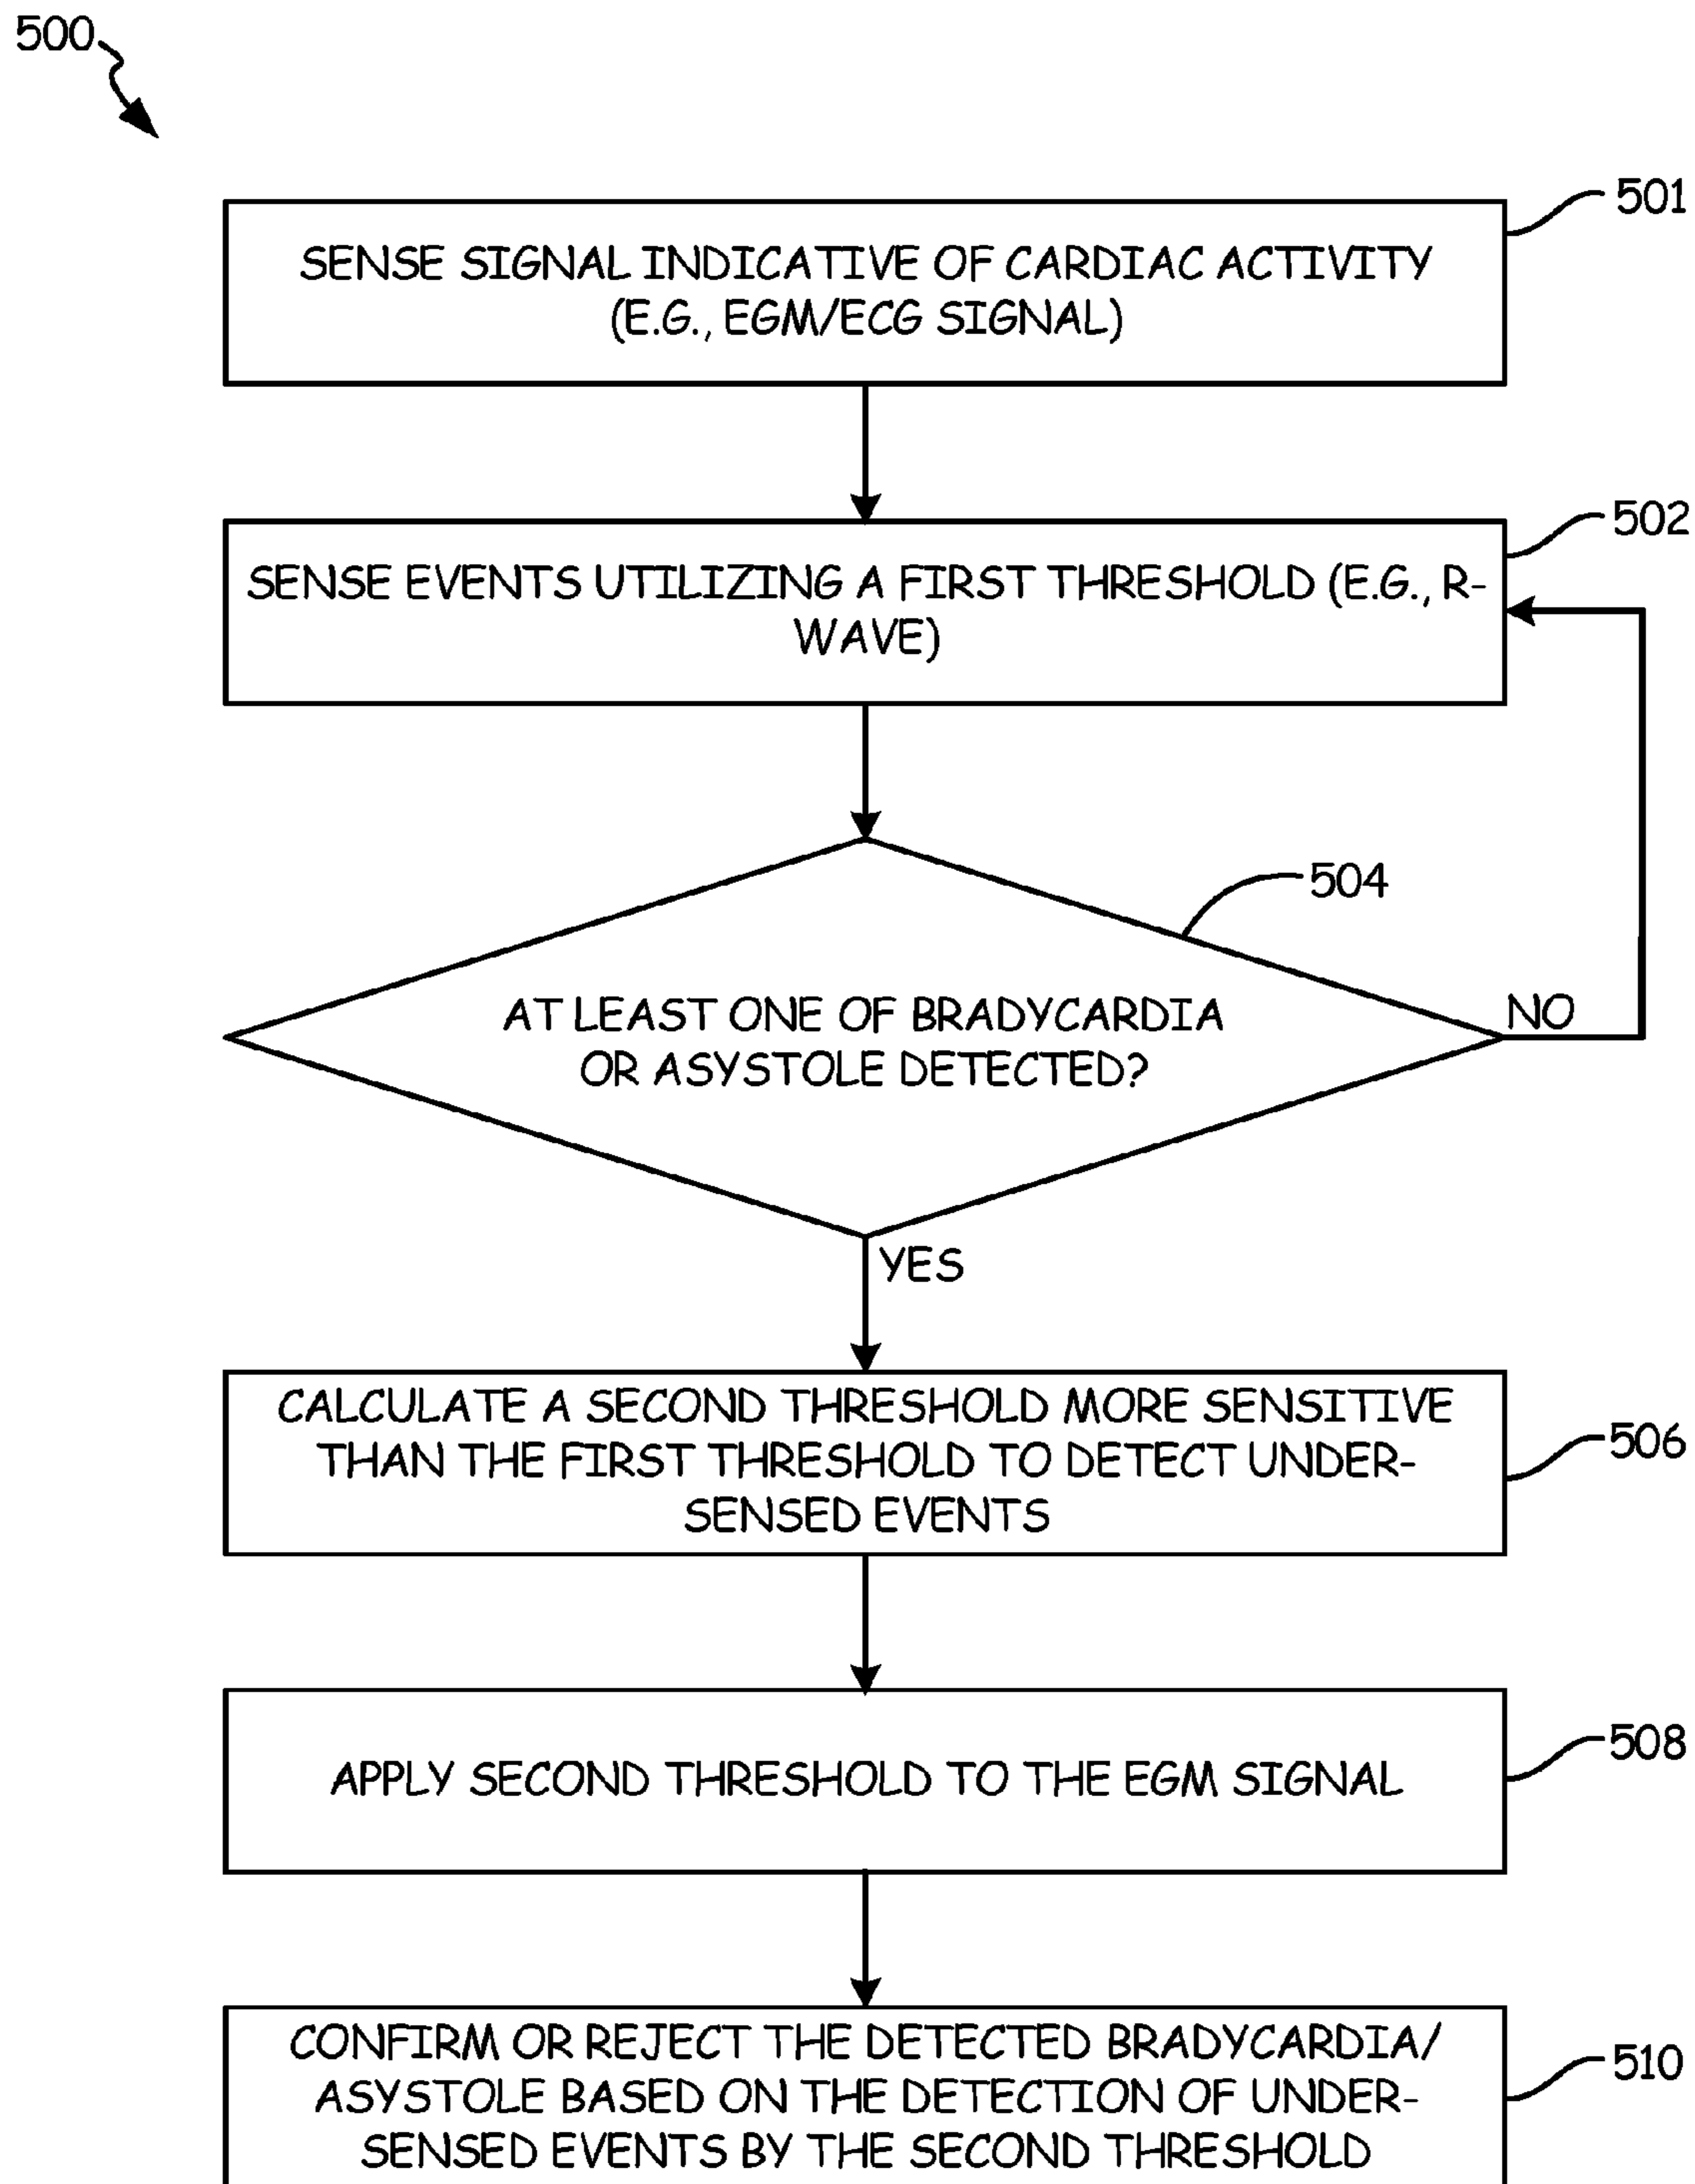 500
501
SENSE SIGNAL INDICATIVE OF CARDIAC ACTIVITY
(E.G., EGM/ECG SIGNAL)
502
SENSE EVENTS UTILIZING A FIRST THRESHOLD (E.G., R-
WAVE)
504
AT LEAST ONE OF BRADYCARDIA
OR ASYSTOLE DETECTED?
NO
YES
CALCULATE A SECOND THRESHOLD MORE SENSITIVE
THAN THE FIRST THRESHOLD TO DETECT UNDER-
SENSED EVENTS
506
APPLY SECOND THRESHOLD TO THE EGM SIGNAL
508
CONFIRM OR REJECT THE DETECTED BRADYCARDIA/
ASYSTOLE BASED ON THE DETECTION OF UNDER-
SENSED EVENTS BY THE SECOND THRESHOLD
510